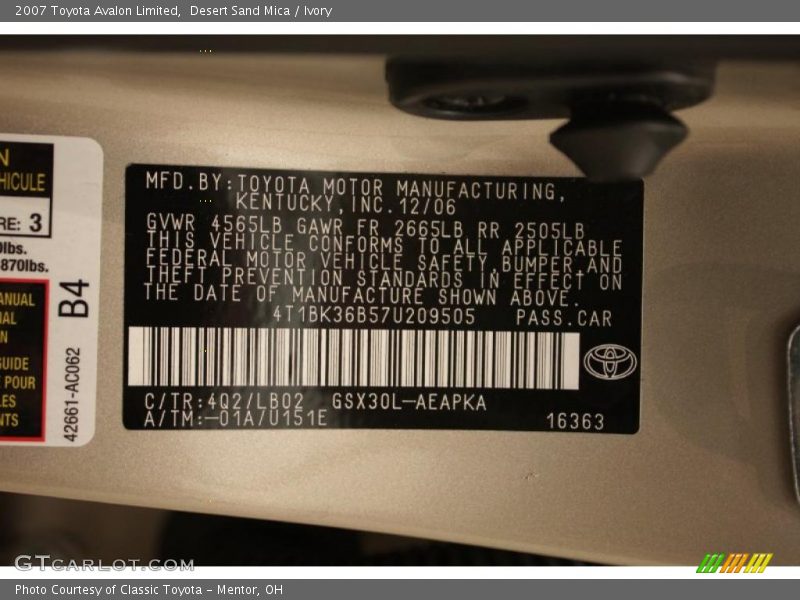 2007 Toyota Avalon Limited, Desert Sand Mica / Ivory
N
HICULE
RE: 3
0lbs.
870lbs.
ANUAL
IAL
N
GUIDE
E POUR
LES
NTS
B4
42661-AC062
MFD.BY:TOYOTA MOTOR MANUFACTURING,
KENTUCKY,INC.12/06
GVWR 4565LB GAWR FR 2665LB RR 2505LB
THIS VEHICLE CONFORMS TO ALL APPLICABLE
FEDERAL MOTOR VEHICLE SAFETY,BUMPER,AND
THEFT PREVENTION STANDARDS IN EFFECT ON
THE DATE OF MANUFACTURE SHOWN ABOVE.
4T1BK36B57U209505 PASS.CAR
C/TR:4Q2/LB02 GSX30L-AEAPKA
A/TM:-01A/U151E 16363
GTCARLOT.COM
Photo Courtesy of Classic Toyota - Mentor, OH